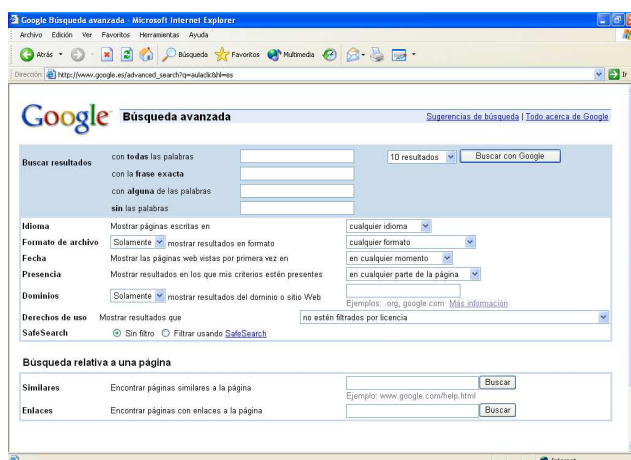 Google Búsqueda avanzada - Microsoft Internet Explorer
Archivo Edición Ver Favoritos Herramientas Ayuda
Atrás Búsqueda Favoritos Multimedia
Dirección http://www.google.es/advanced_search?q=aulaclic&hl=es Ir
Google Búsqueda avanzada Sugerencias de búsqueda | Todo acerca de Google
Buscar resultados con todas las palabras 10 resultados Buscar con Google
con la frase exacta
con alguna de las palabras
sin las palabras
Idioma Mostrar páginas escritas en cualquier idioma
Formato de archivo Solamente mostrar resultados en formato cualquier formato
Fecha Mostrar las páginas web vistas por primera vez en en cualquier momento
Presencia Mostrar resultados en los que mis criterios estén presentes en cualquier parte de la página
Dominios Solamente mostrar resultados del dominio o sitio Web
Ejemplos: .org, google.com Más información
Derechos de uso Mostrar resultados que no estén filtrados por licencia
SafeSearch Sin filtro Filtrar usando SafeSearch
Búsqueda relativa a una página
Similares Encontrar páginas similares a la página Buscar
Ejemplo: www.google.com/help.html
Enlaces Encontrar páginas con enlaces a la página Buscar
Internet